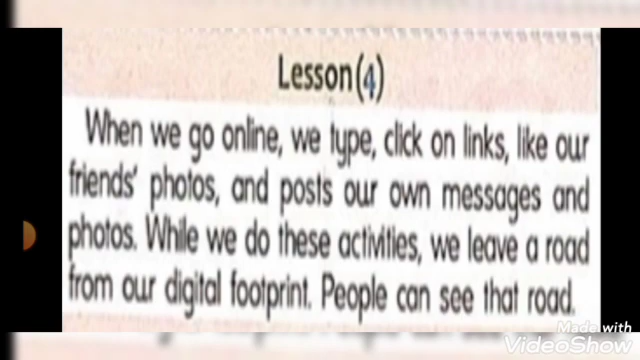 Lesson(4)
When we go online, we type, click on links, like our
friends' photos, and posts our own messages and
photos. While we do these activities, we leave a road
from our digital footprint. People can see that road.
Made with
VideoShow